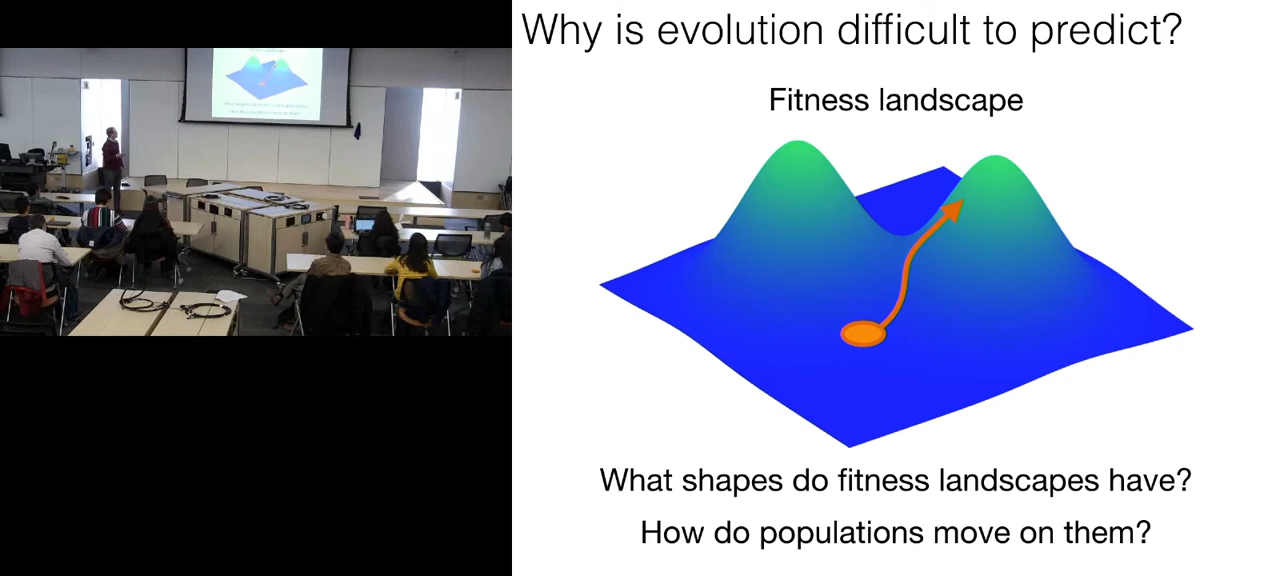 Why is evolution difficult to predict?
Fitness landscape
What shapes do fitness landscapes have?
How do populations move on them?